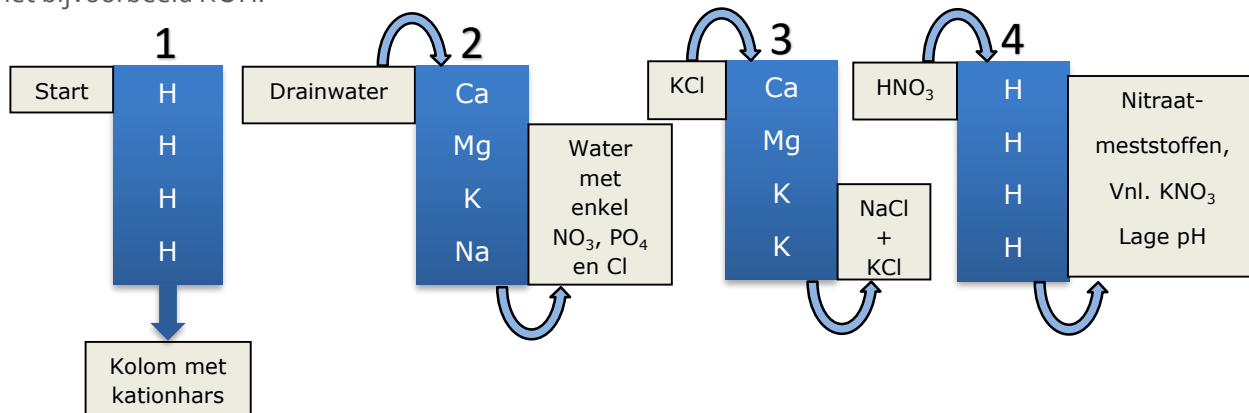 1
Start
H
H
H
H
Kolom met
kationhars
2
Drainwater
Ca
Mg
K
Na
Water
met
enkel
NO₃, PO₄
en Cl
3
KCl
Ca
Mg
K
K
NaCl
+
KCl
4
HNO₃
H
H
H
H
Nitraat-
meststoffen,
Vnl. KNO₃
Lage pH